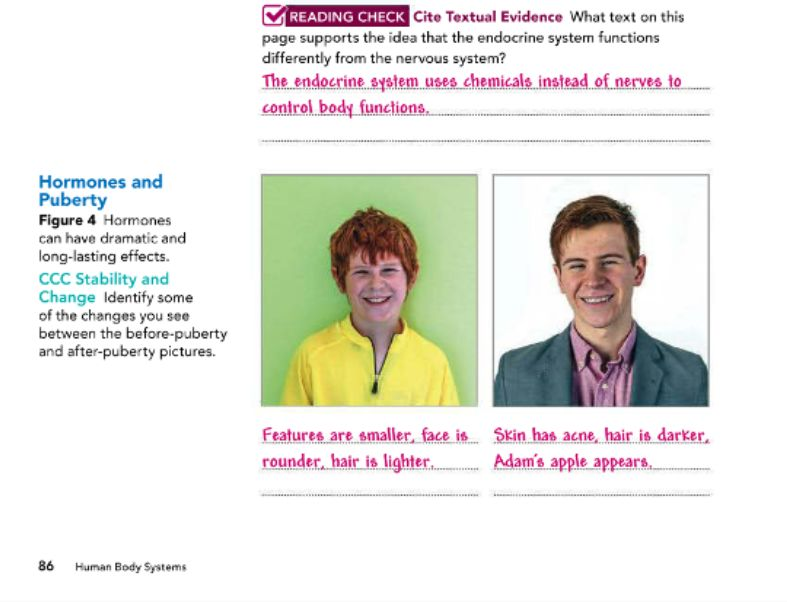 READING CHECK Cite Textual Evidence What text on this
page supports the idea that the endocrine system functions
differently from the nervous system?
The endocrine system uses chemicals instead of nerves to
control body functions.
Hormones and
Puberty
Figure 4 Hormones
can have dramatic and
long-lasting effects.
CCC Stability and
Change Identify some
of the changes you see
between the before-puberty
and after-puberty pictures.
Features are smaller, face is
rounder, hair is lighter.
Skin has acne, hair is darker,
Adam's apple appears.
86 Human Body Systems